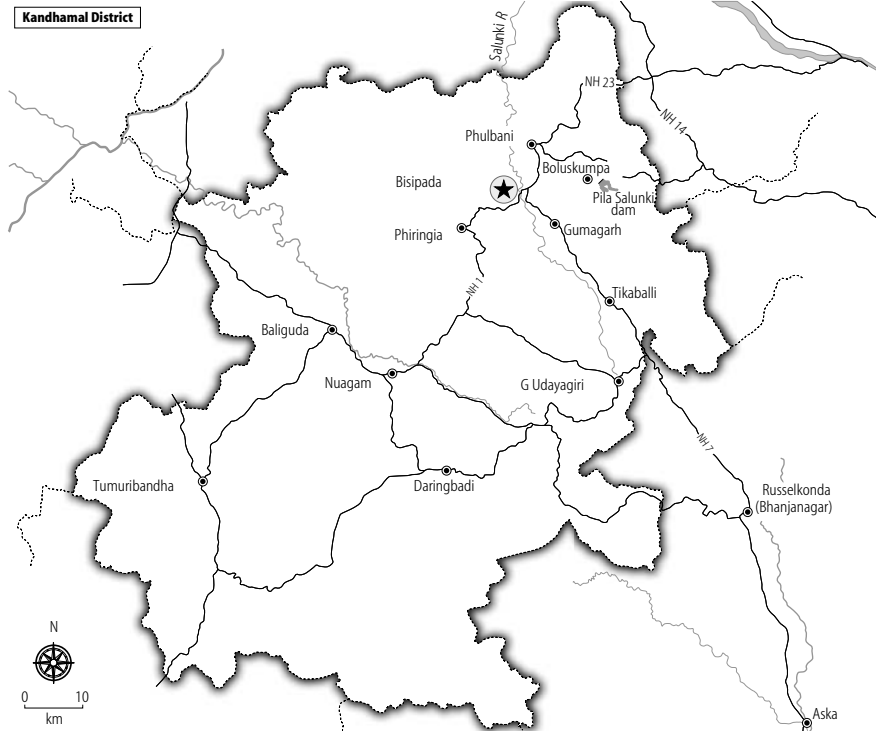 Kandhamal District
Salunki R
NH 23
NH 14
Phulbani
Boluskumpa
Bisipada
Pila Salunki
dam
Phiringia
Gumagarh
NH 1
Tikaballi
Baliguda
Nuagam
G Udayagiri
NH 7
Tumuribandha
Daringbadi
Russelkonda
(Bhanjanagar)
N
0 10
km
Aska